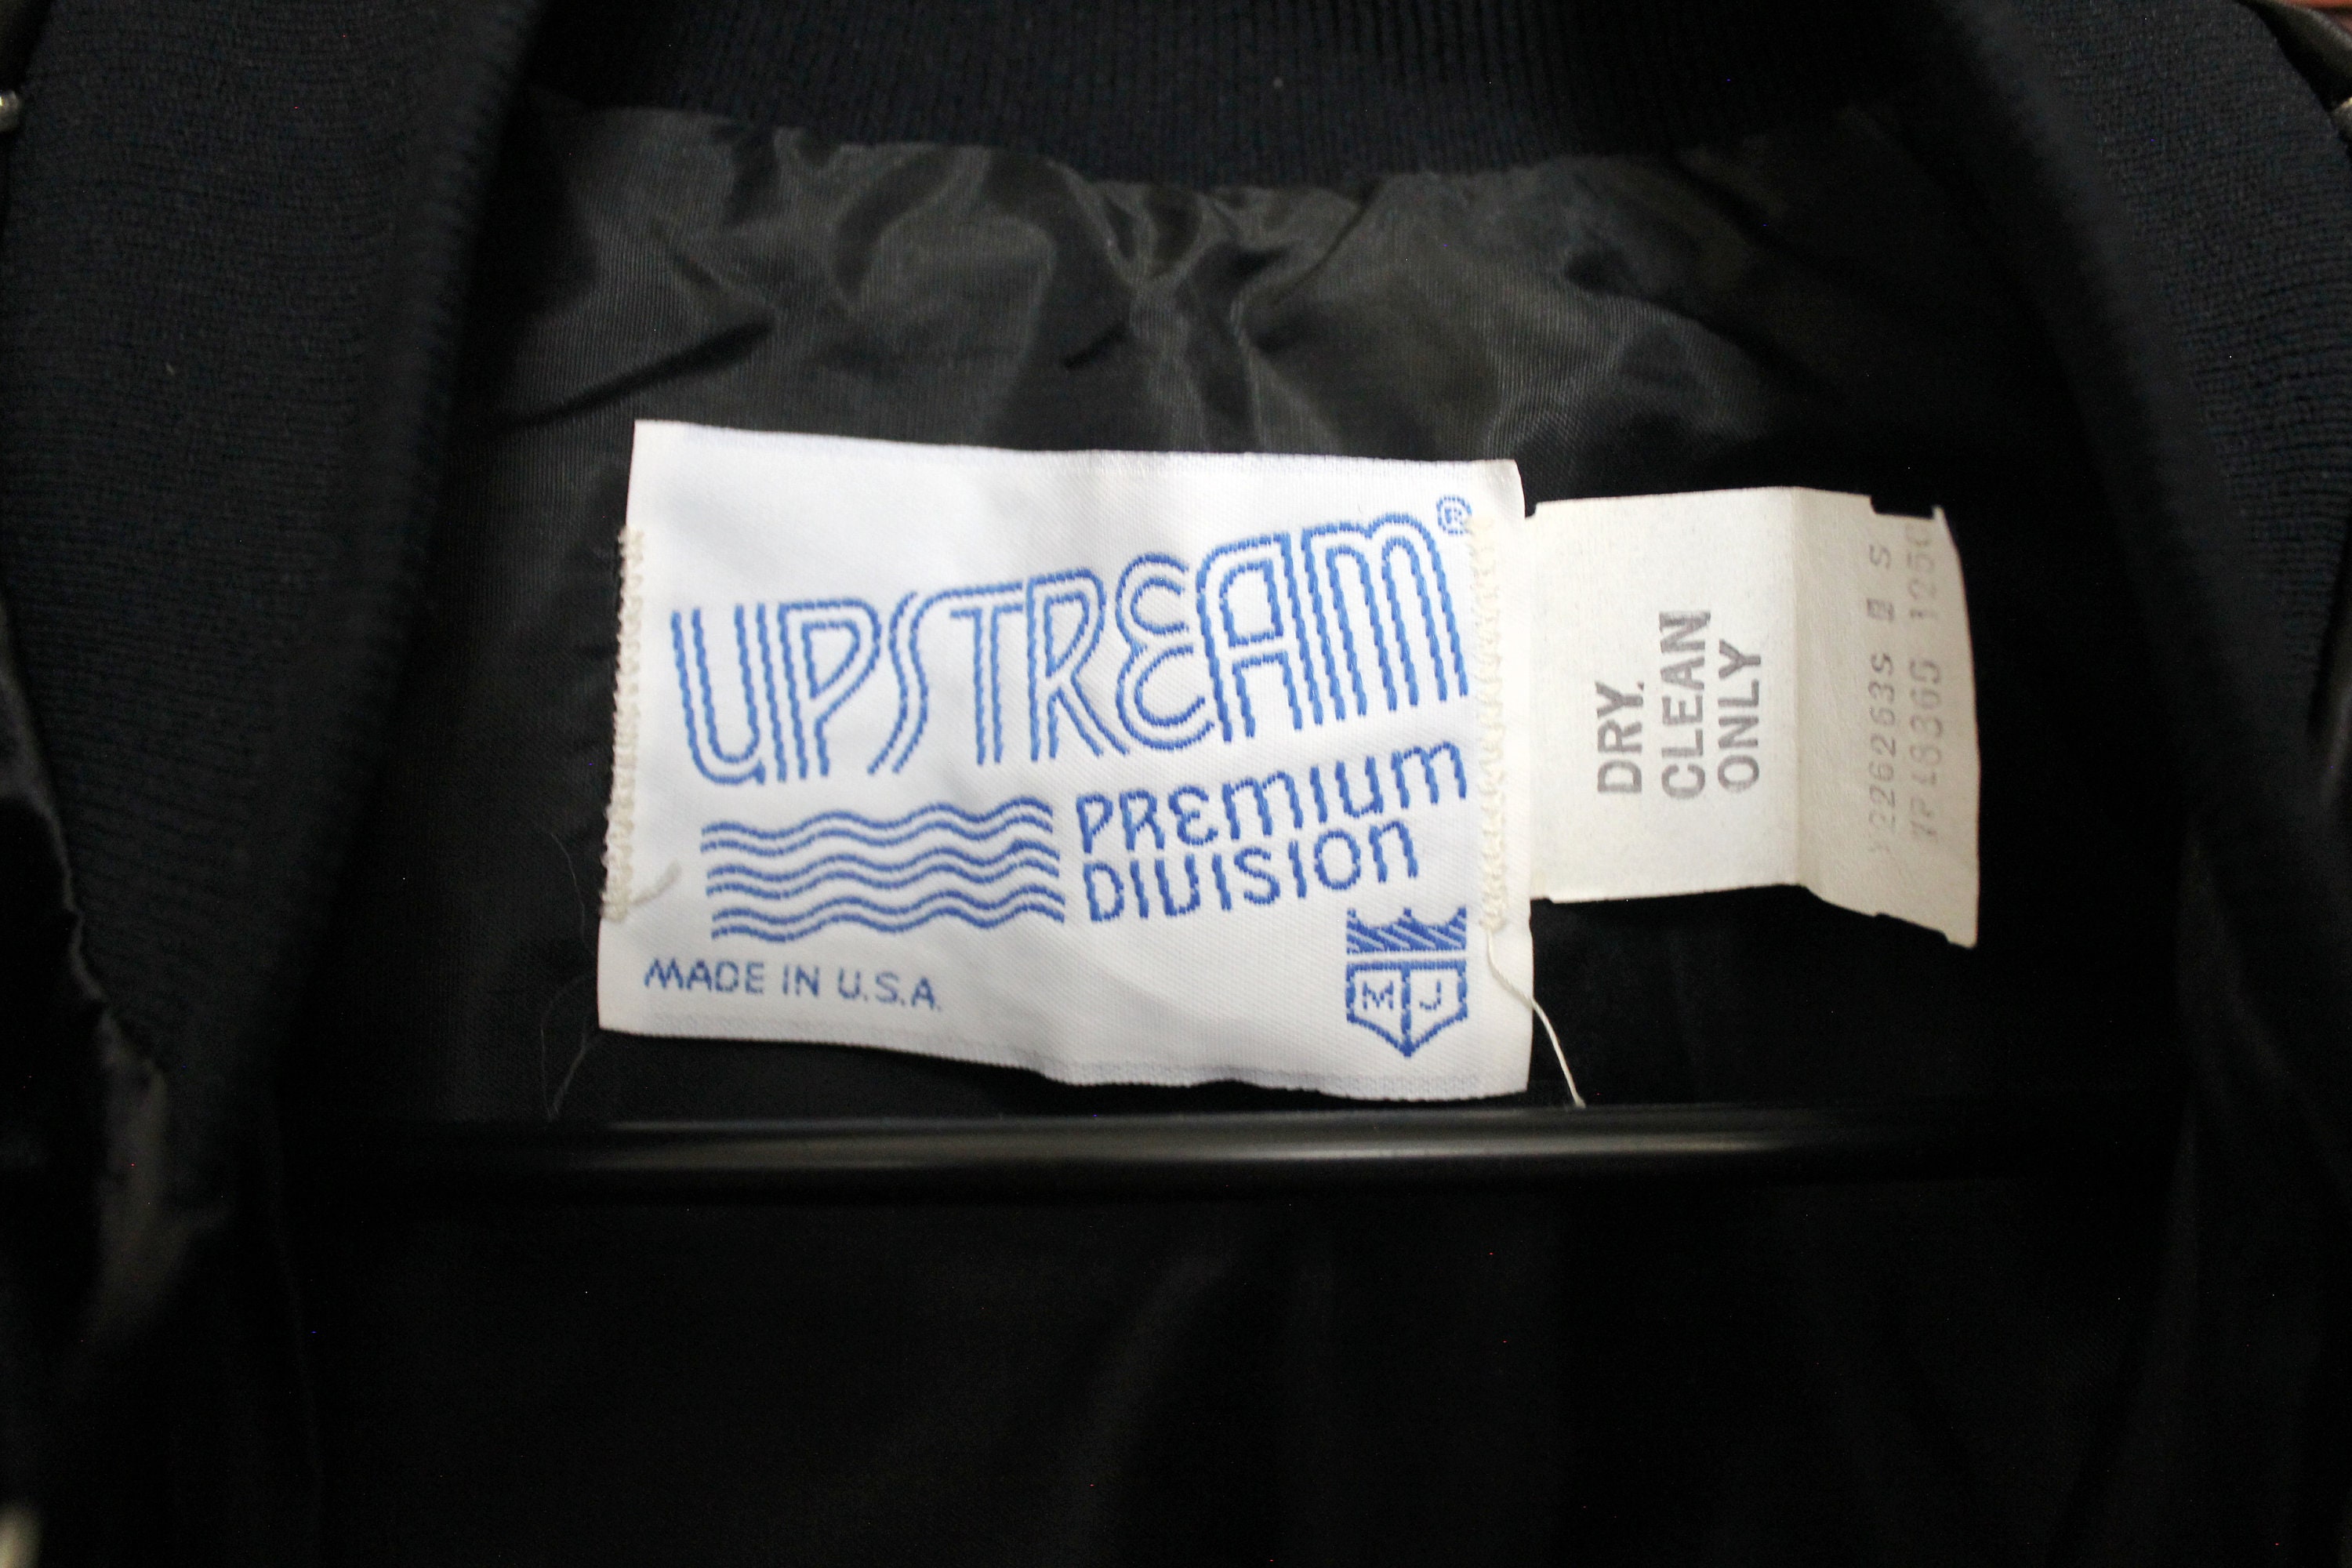 UPSTREAM®
PREMIUM
DIVISION
MADE IN U.S.A.
M J
DRY.
CLEAN
ONLY